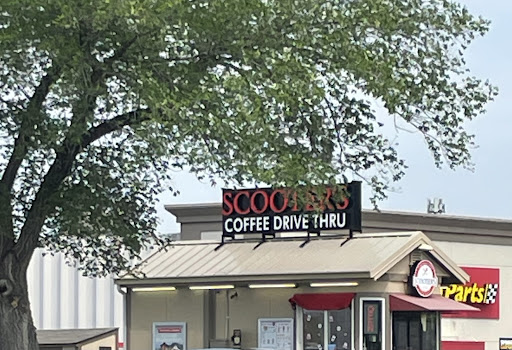 SCOOTER'S
COFFEE DRIVE THRU
Parts